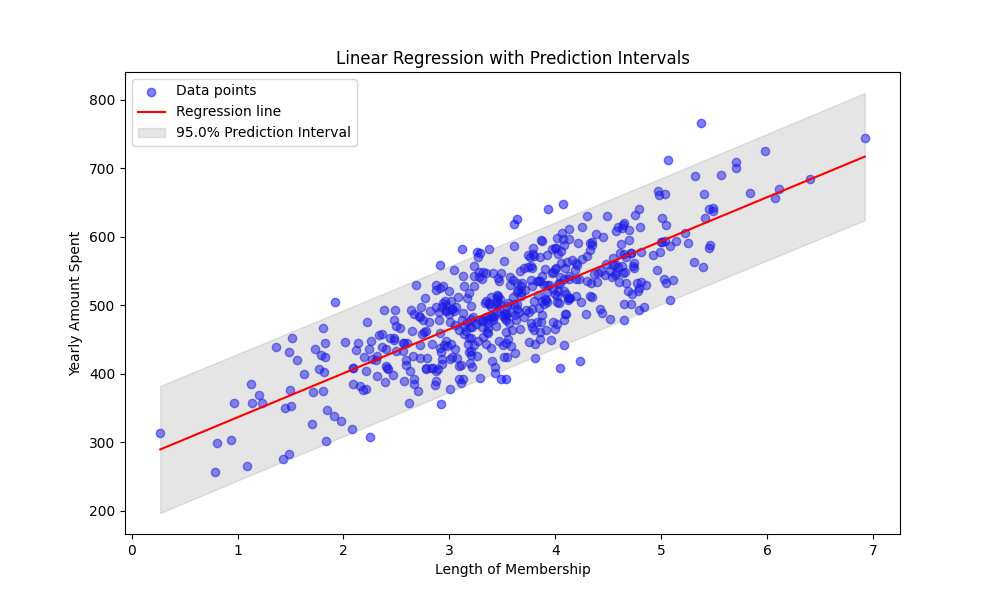 Linear Regression with Prediction Intervals
Data points
Regression line
95.0% Prediction Interval
Yearly Amount Spent
800
700
600
500
400
300
200
0 1 2 3 4 5 6 7
Length of Membership